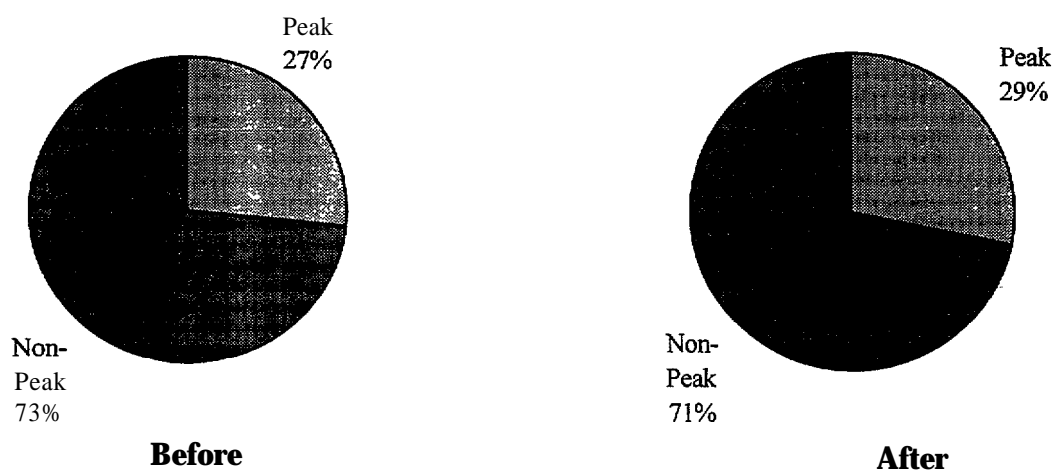 Peak
27%
Non-
Peak
73%
Before
Peak
29%
Non-
Peak
71%
After